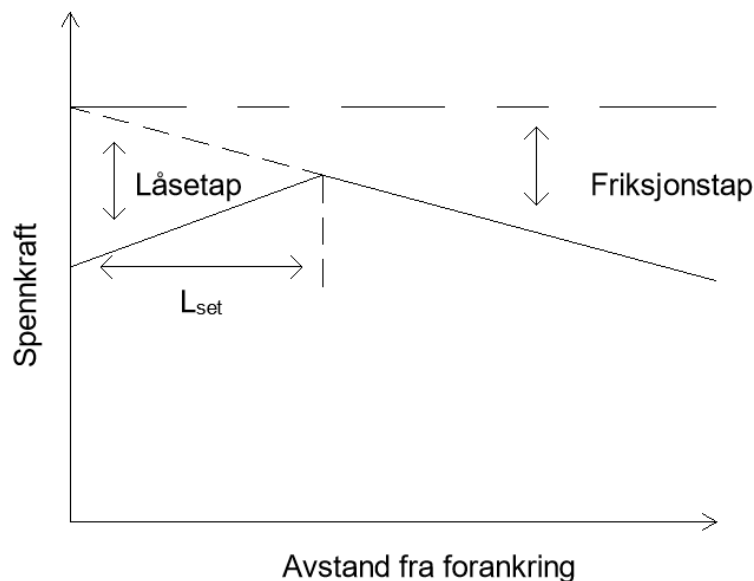 Låsetap
Friksjonstap
Lset
Spennkraft
Avstand fra forankring